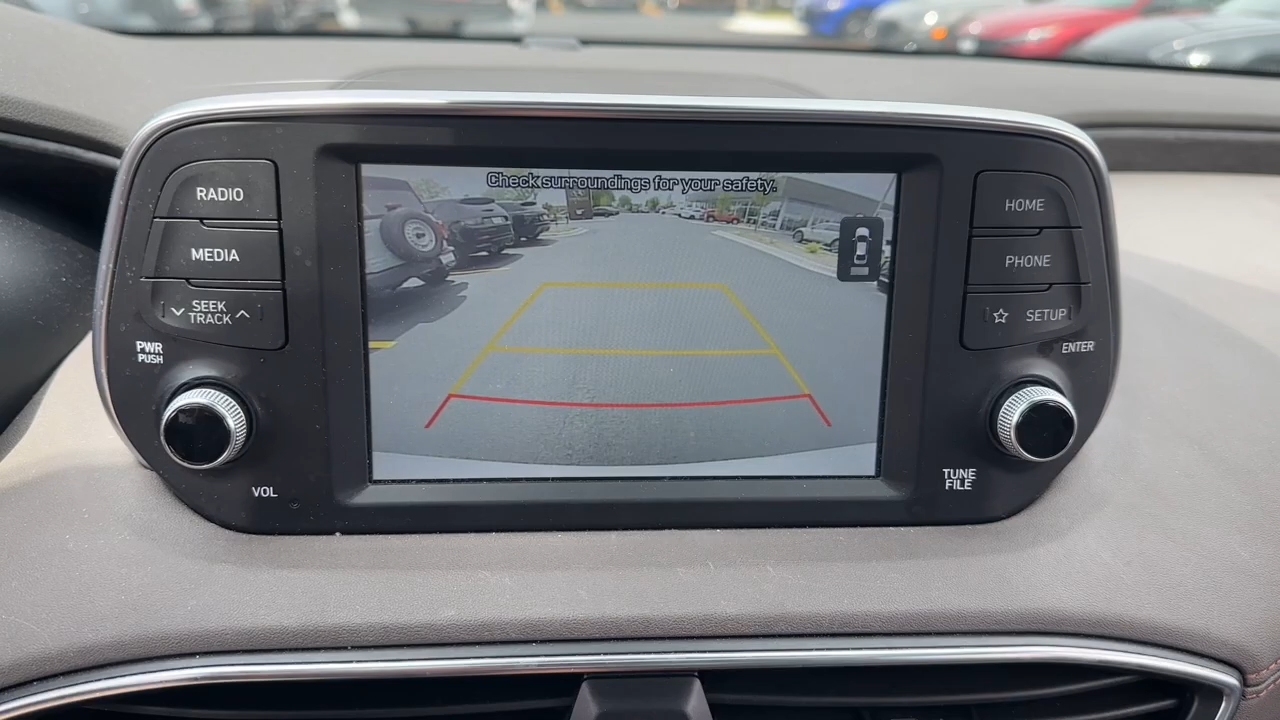 Check surroundings for your safety.
RADIO
MEDIA
SEEK
TRACK
PWR
PUSH
VOL
HOME
PHONE
SETUP
ENTER
TUNE
FILE